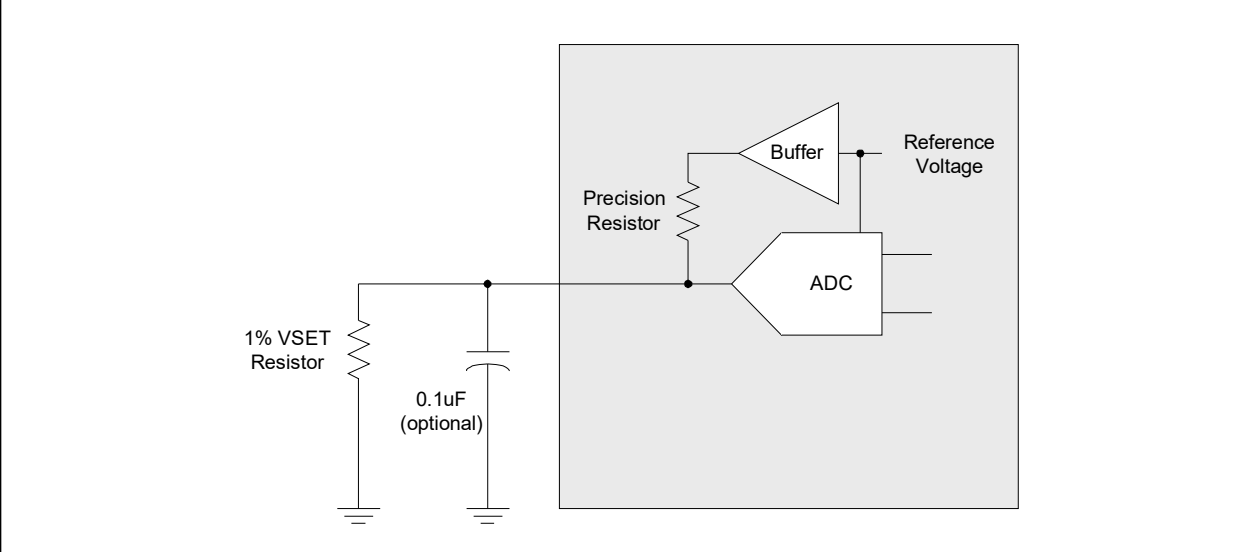 Buffer
Reference
Voltage
Precision
Resistor
ADC
1% VSET
Resistor
0.1uF
(optional)